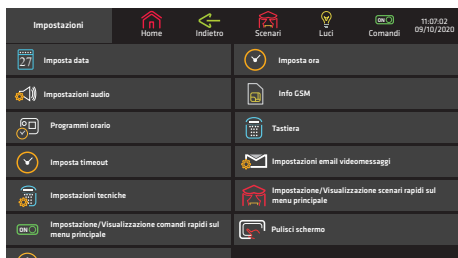 Impostazioni
Home
Indietro
Scenari
Luci
ON
Comandi
11:07:02
09/10/2020
27
Imposta data
Imposta ora
Impostazioni audio
Info GSM
Programmi orario
Tastiera
Imposta timeout
Impostazioni email videomessaggi
Impostazioni tecniche
Impostazione/Visualizzazione scenari rapidi sul
menu principale
ON
Impostazione/Visualizzazione comandi rapidi sul
menu principale
Pulisci schermo